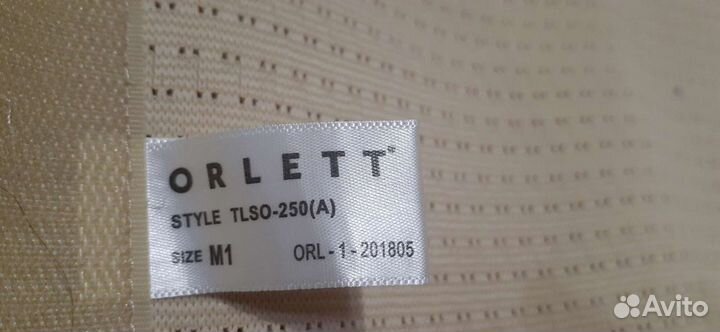 ORLETT
STYLE TLSO-250(A)
SIZE M1 ORL-1-201805
Avito